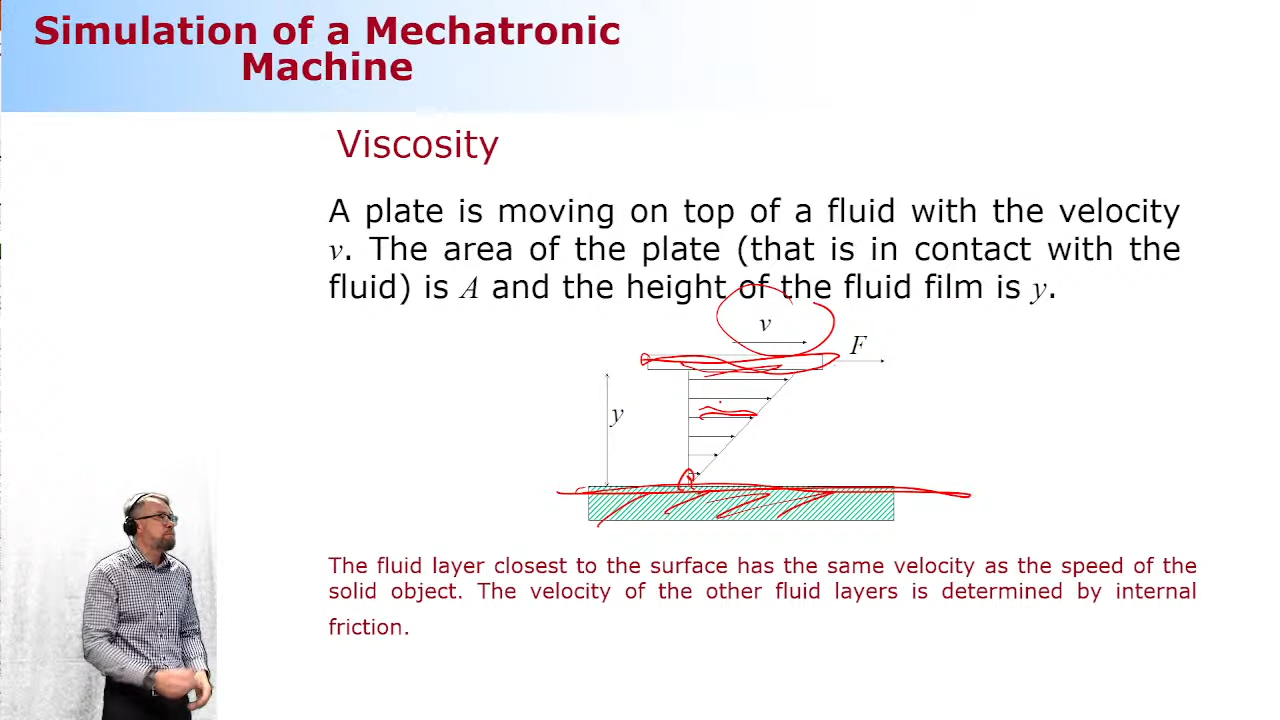 Simulation of a Mechatronic
Machine
Viscosity
A plate is moving on top of a fluid with the velocity
v. The area of the plate (that is in contact with the
fluid) is A and the height of the fluid film is y.
v
F
y
The fluid layer closest to the surface has the same velocity as the speed of the
solid object. The velocity of the other fluid layers is determined by internal
friction.